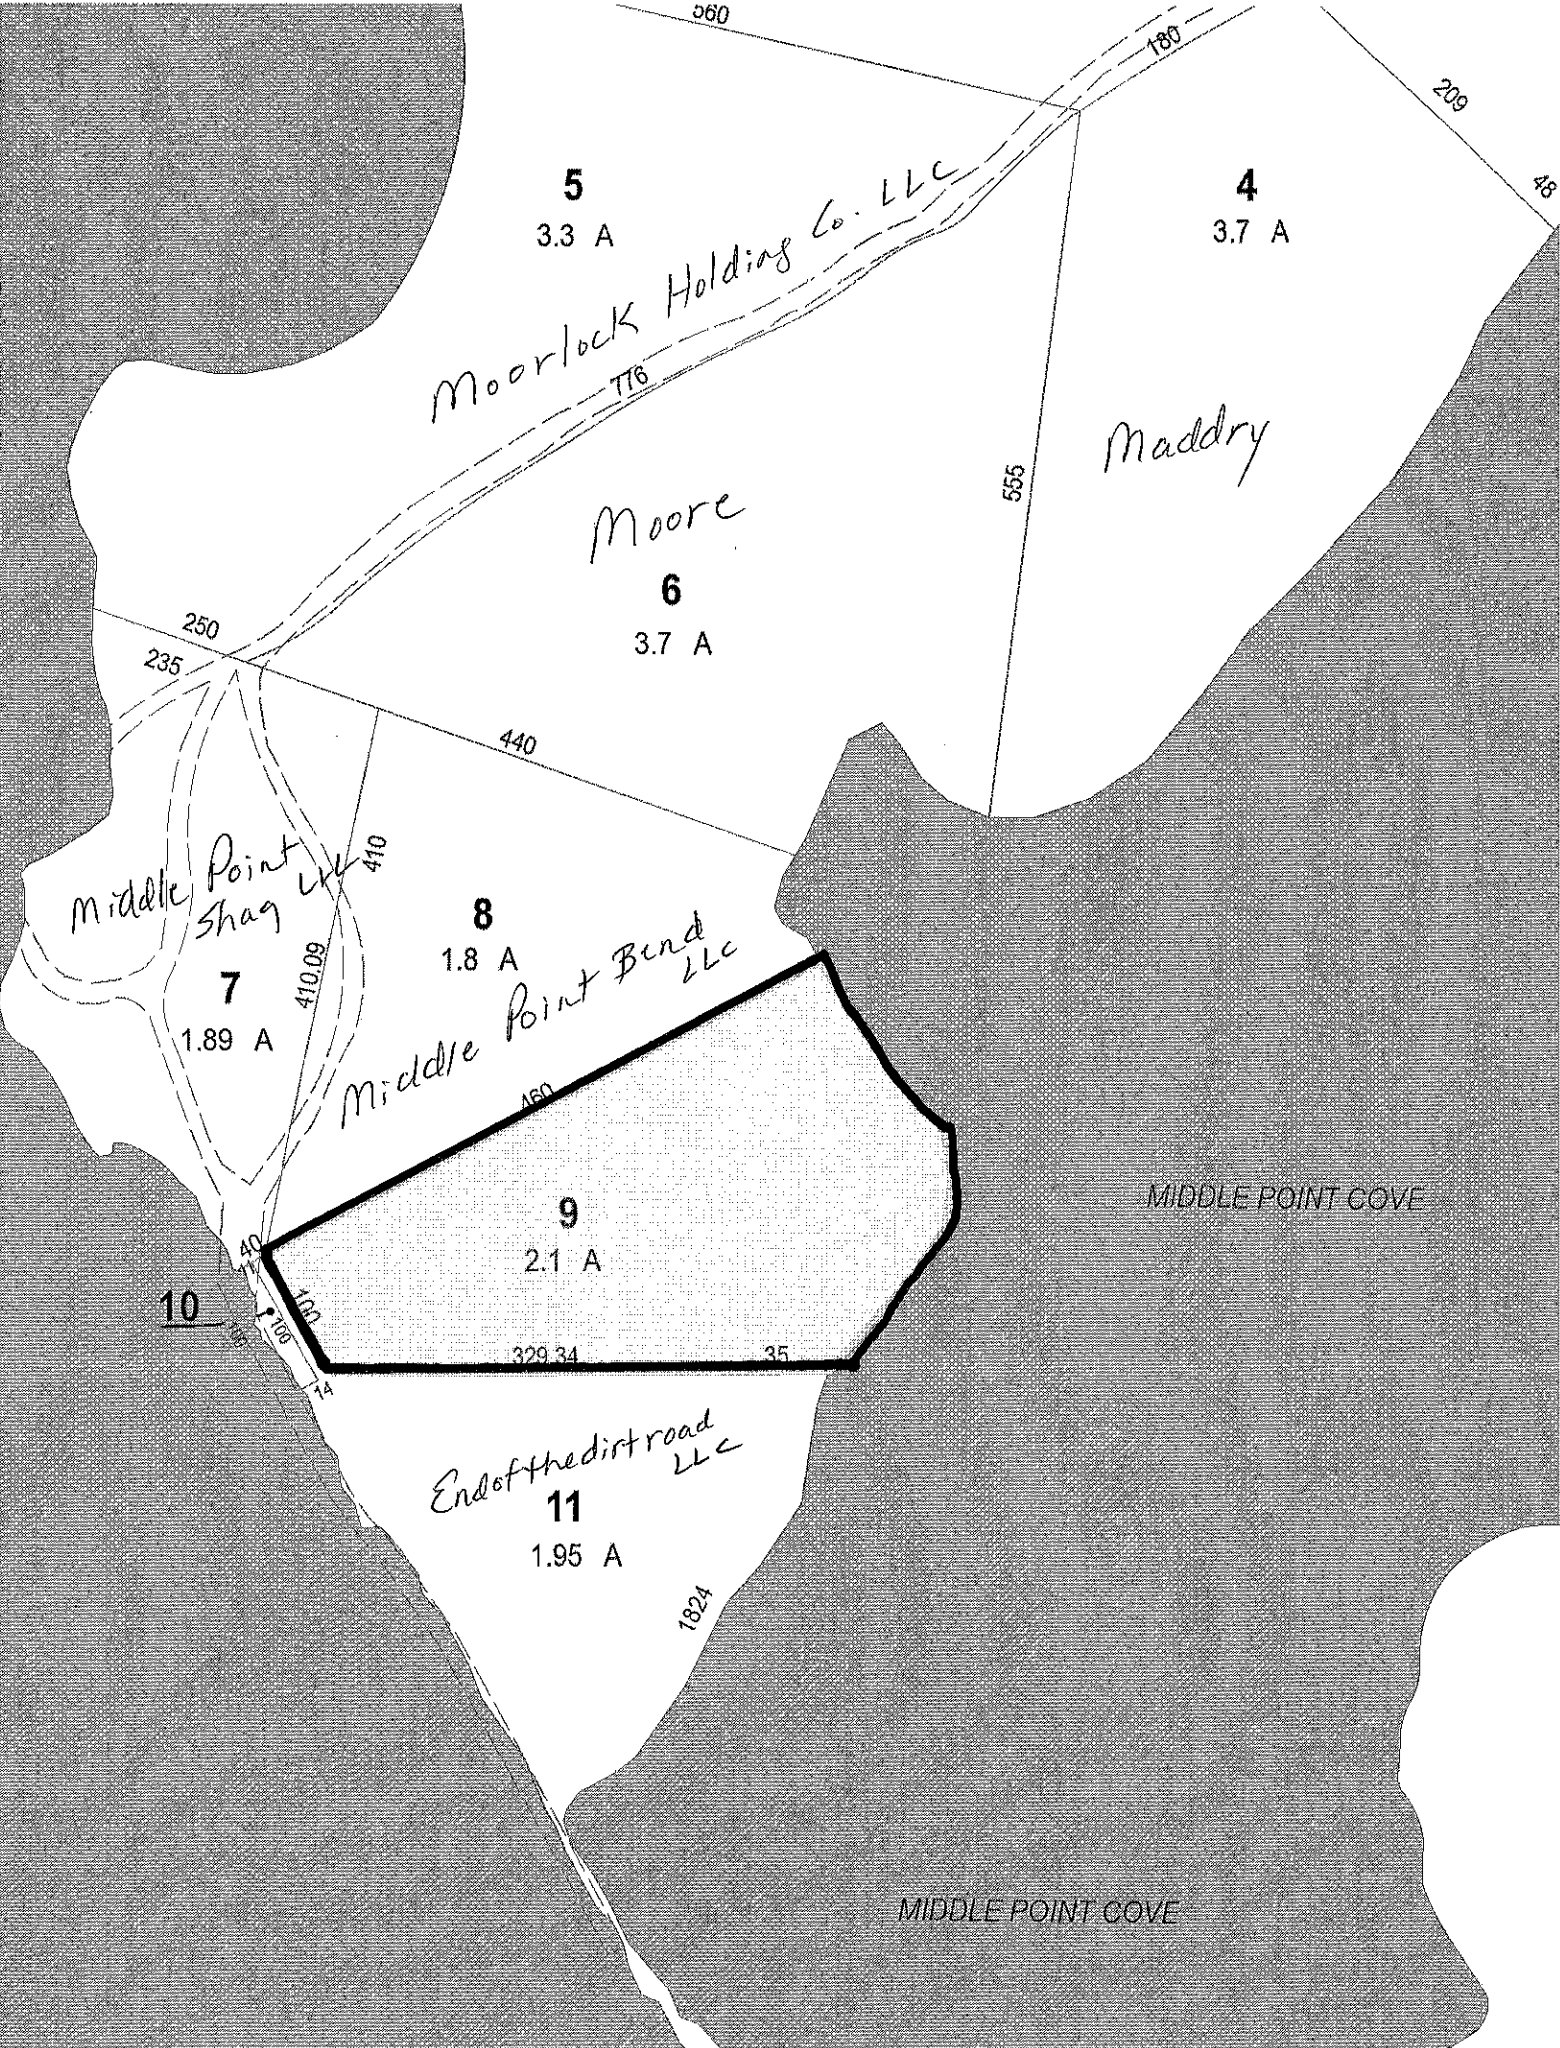 560
180
209
48
5
3.3 A
4
3.7 A
Moorlock Holding Co. LLC
776
Maddry
555
Moore
6
3.7 A
250
235
440
410
Middle Point
Shag LLC
8
1.8 A
410.09
7
1.89 A
Middle Point Bend
LLC
460
MIDDLE POINT COVE
9
2.1 A
40
10
100
100
100
329.34
35
14
Endofthedirtroad
LLC
11
1.95 A
1824
MIDDLE POINT COVE